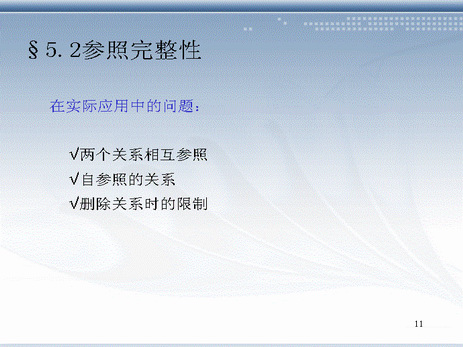 §5.2参照完整性
在实际应用中的问题：
√两个关系相互参照
√自参照的关系
√删除关系时的限制
11